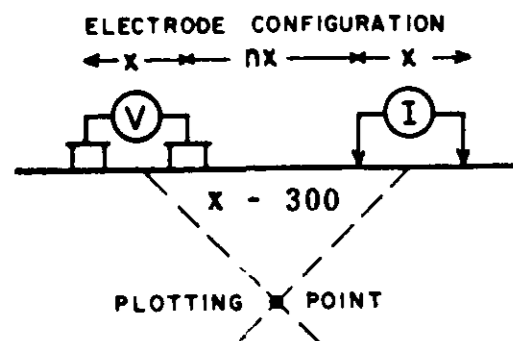 ELECTRODE CONFIGURATION
x nx x
V I
x - 300
PLOTTING POINT